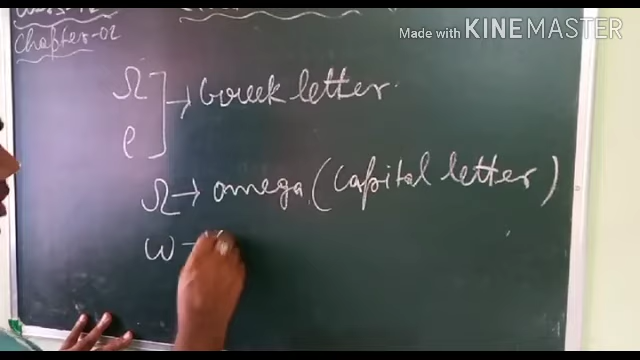 Made with KINEMASTER
Chapter-02
Ω
ρ
→ Greek letter
Ω → omega (Capital letter)
ω →